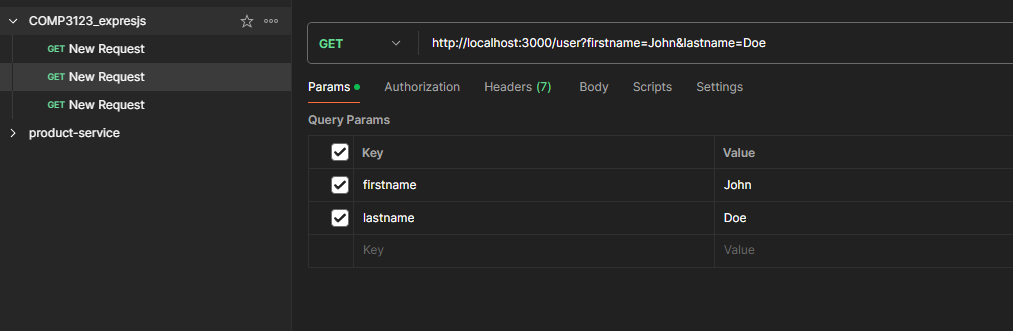 COMP3123_expresjs
GET New Request
GET New Request
GET New Request
product-service
GET http://localhost:3000/user?firstname=John&lastname=Doe
Params Authorization Headers (7) Body Scripts Settings
Query Params
Key Value
firstname John
lastname Doe
Key Value